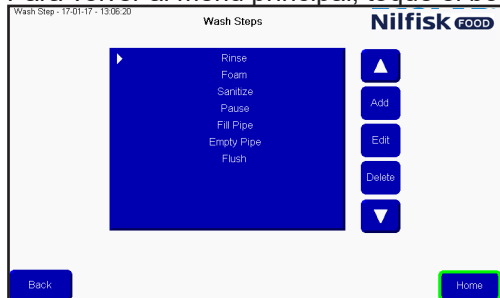 Wash Step - 17-01-17 - 13:06:20
Wash Steps
Nilfisk FOOD
Rinse
Foam
Sanitize
Pause
Fill Pipe
Empty Pipe
Flush
Add
Edit
Delete
Back
Home